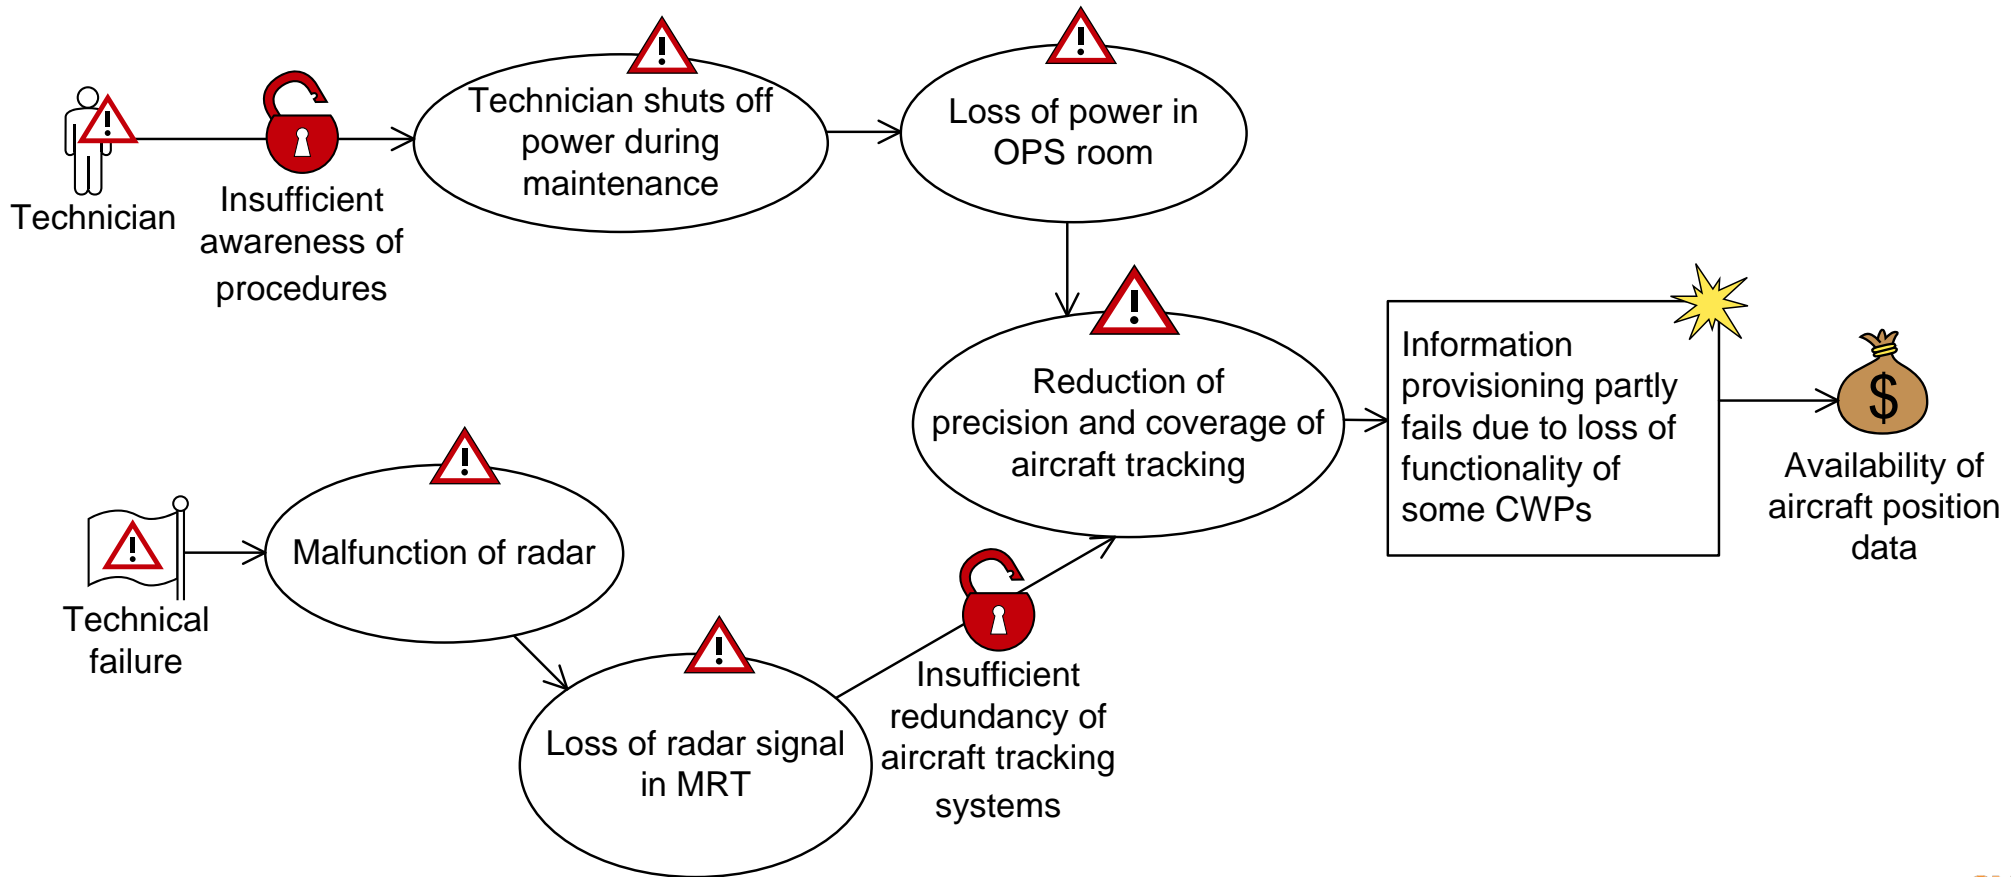 Technician
Insufficient
awareness of
procedures
Technician shuts off
power during
maintenance
Loss of power in
OPS room
Reduction of
precision and coverage of
aircraft tracking
Information
provisioning partly
fails due to loss of
functionality of
some CWPs
$
Availability of
aircraft position
data
Technical
failure
Malfunction of radar
Loss of radar signal
in MRT
Insufficient
redundancy of
aircraft tracking
systems